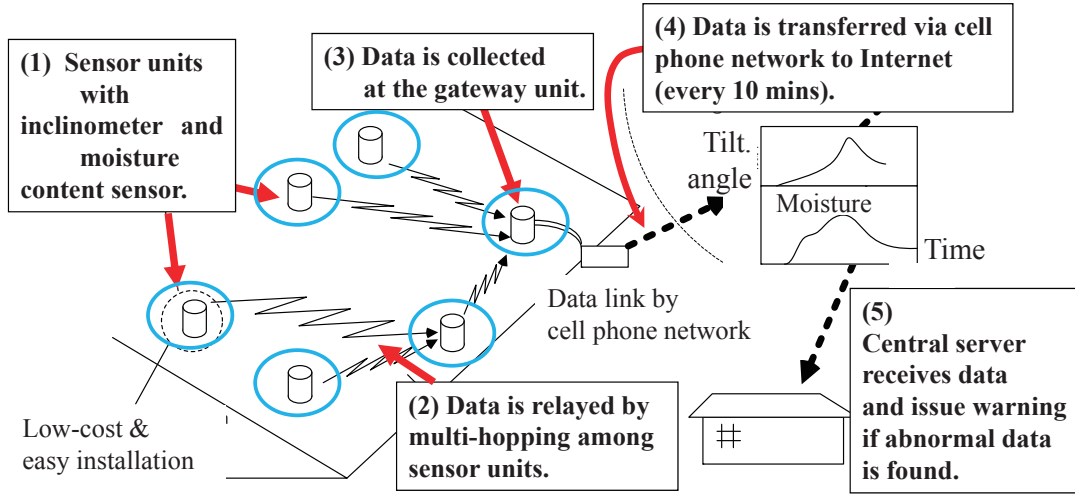 (1) Sensor units
with
inclinometer and
moisture
content sensor.
(3) Data is collected
at the gateway unit.
(4) Data is transferred via cell
phone network to Internet
(every 10 mins).
Tilt.
angle
Moisture
Time
Data link by
cell phone network
(2) Data is relayed by
multi-hopping among
sensor units.
Low-cost &
easy installation
(5)
Central server
receives data
and issue warning
if abnormal data
is found.